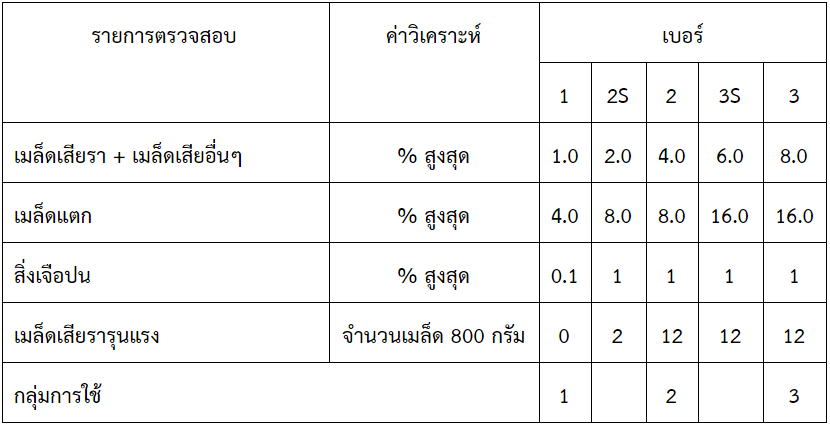 รายการตรวจสอบ ค่าวิเคราะห์ เบอร์
1 2S 2 3S 3
เมล็ดเสียรา + เมล็ดเสียอื่นๆ % สูงสุด 1.0 2.0 4.0 6.0 8.0
เมล็ดแตก % สูงสุด 4.0 8.0 8.0 16.0 16.0
สิ่งเจือปน % สูงสุด 0.1 1 1 1 1
เมล็ดเสียรารุนแรง จำนวนเมล็ด 800 กรัม 0 2 12 12 12
กลุ่มการใช้ 1 2 3